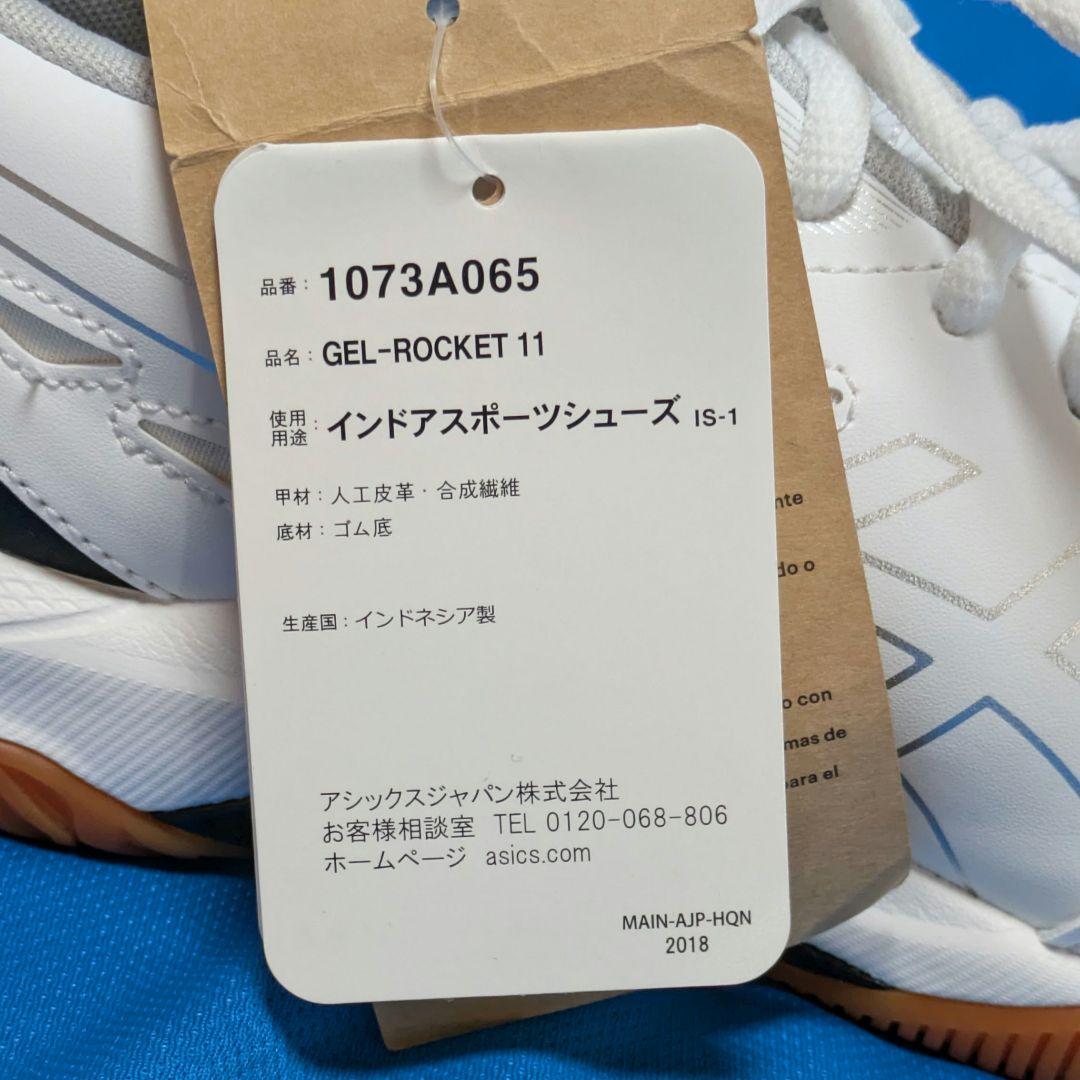 品番：1073A065
品名：GEL-ROCKET 11
使用用途：インドアスポーツシューズ IS-1
甲材：人工皮革・合成繊維
底材：ゴム底
生産国：インドネシア製
アシックスジャパン株式会社
お客様相談室 TEL 0120-068-806
ホームページ asics.com
MAIN-AJP-HQN
2018
do o
o con
mas de
para el